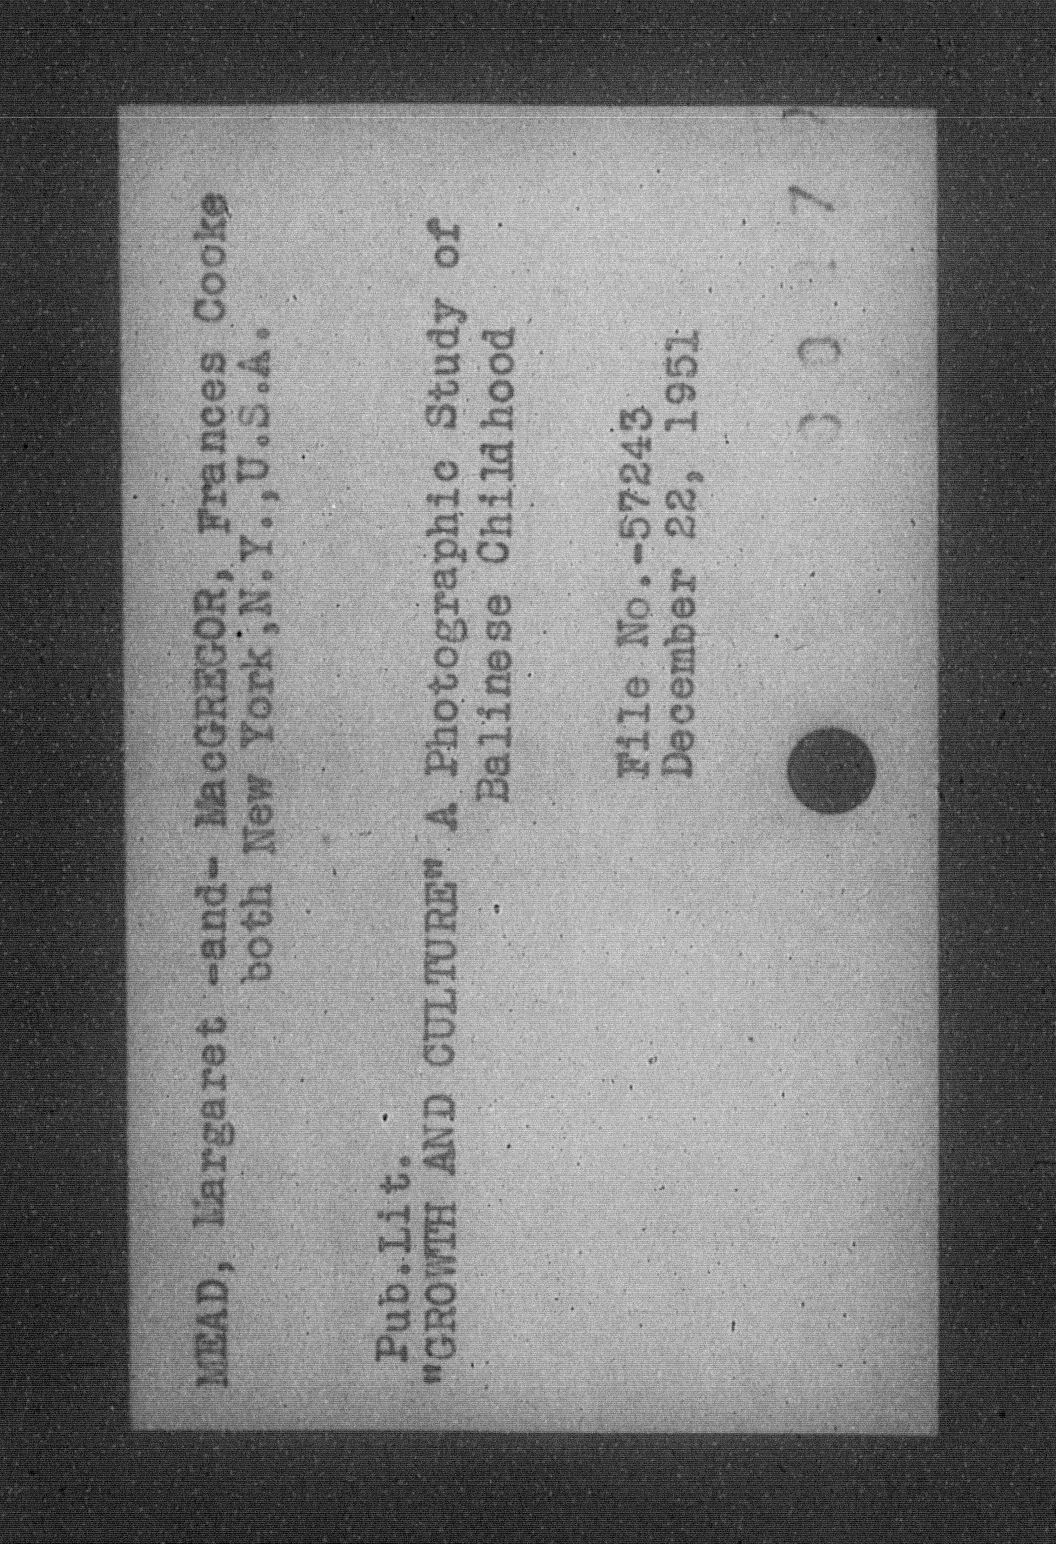 MEAD, Margaret -and- MacGREGOR, Frances Cooke
both New York,N.Y.,U.S.A.
Pub.Lit.
"GROWTH AND CULTURE" A Photographic Study of
Balinese Childhood
File No.-57243
December 22, 1951